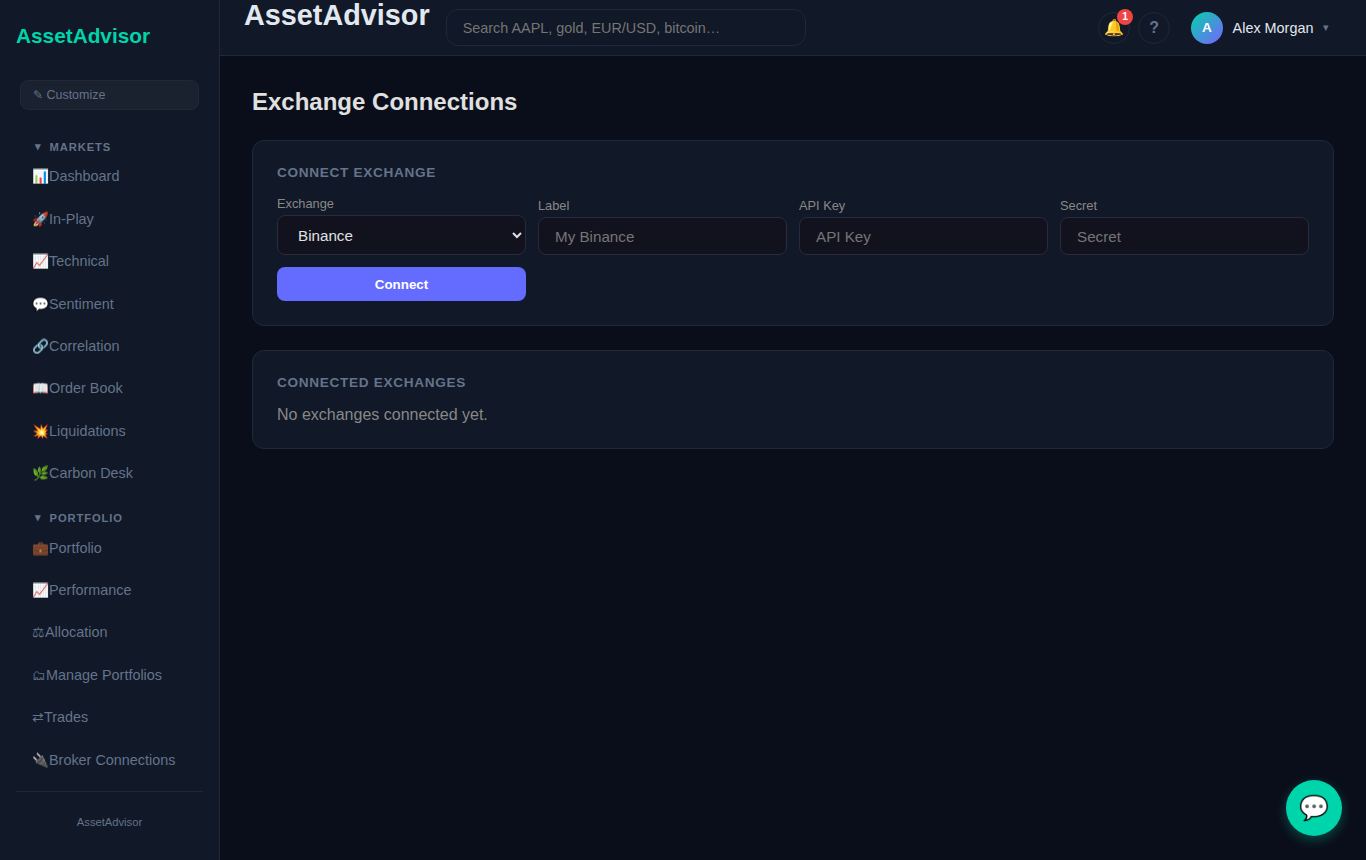 AssetAdvisor
✎ Customize
▼ MARKETS
Dashboard
In-Play
Technical
Sentiment
Correlation
Order Book
Liquidations
Carbon Desk
▼ PORTFOLIO
Portfolio
Performance
Allocation
Manage Portfolios
Trades
Broker Connections
AssetAdvisor
AssetAdvisor
Search AAPL, gold, EUR/USD, bitcoin…
1
?
A
Alex Morgan ▼
Exchange Connections
CONNECT EXCHANGE
Exchange
Label
API Key
Secret
Binance
My Binance
API Key
Secret
Connect
CONNECTED EXCHANGES
No exchanges connected yet.